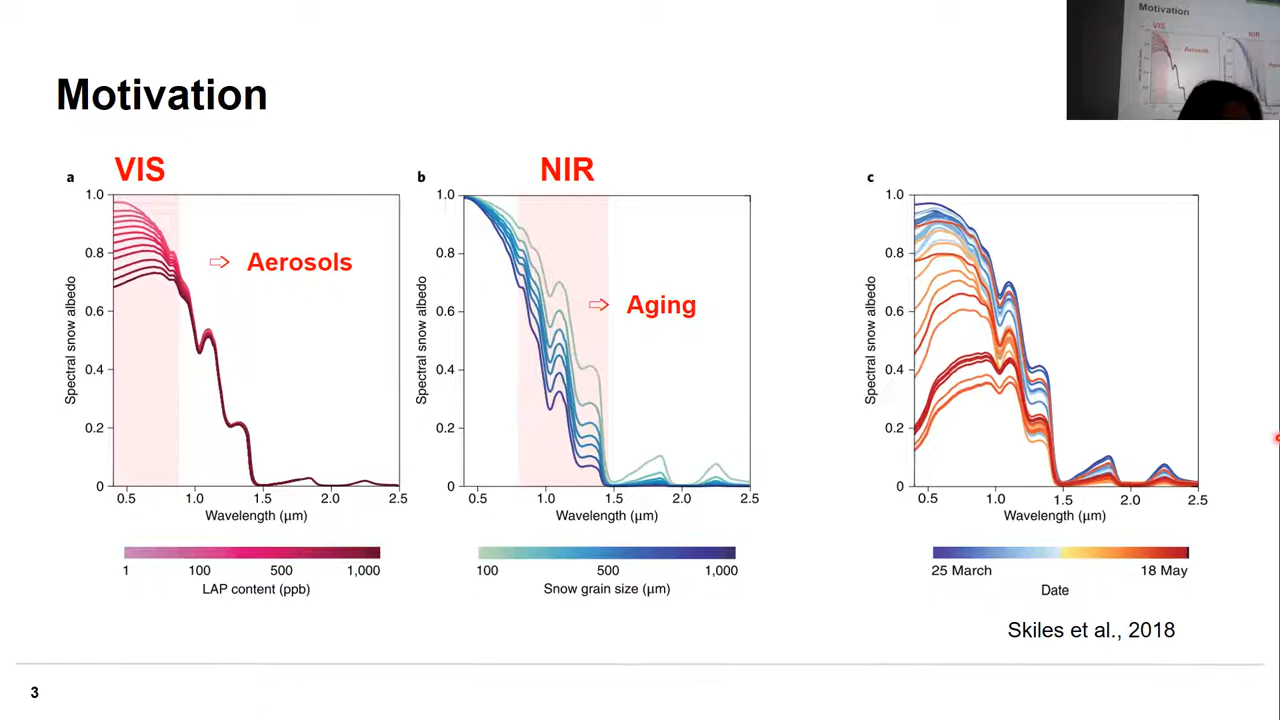 Motivation
VIS
NIR
a
b
c
1.0
0.8
0.6
0.4
0.2
0
Spectral snow albedo
0.5
1.0
1.5
2.0
2.5
Wavelength (μm)
⇨ Aerosols
1.0
0.8
0.6
0.4
0.2
0
Spectral snow albedo
0.5
1.0
1.5
2.0
2.5
Wavelength (μm)
⇨ Aging
1.0
0.8
0.6
0.4
0.2
0
Spectral snow albedo
0.5
1.0
1.5
2.0
2.5
Wavelength (μm)
1 100 500 1,000
LAP content (ppb)
100 500 1,000
Snow grain size (μm)
25 March 18 May
Date
Skiles et al., 2018
3
Motivation
VIS
NIR
Aerosols